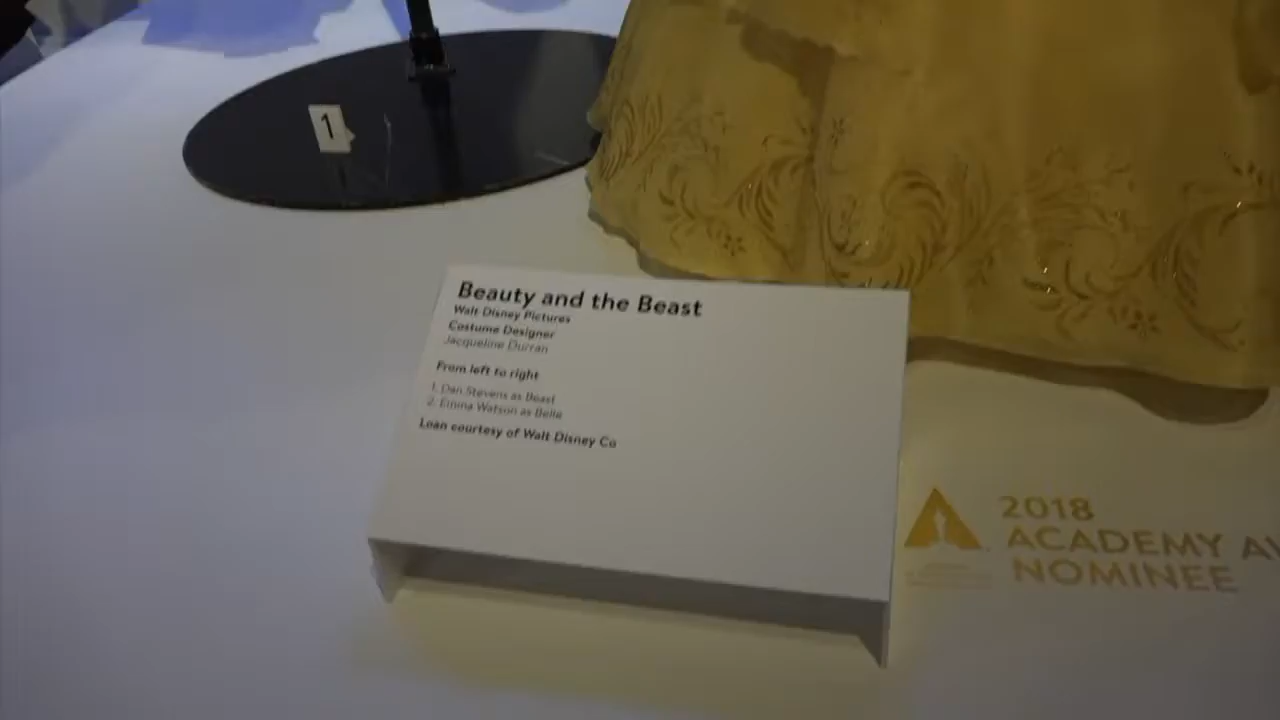 1
Beauty and the Beast
Walt Disney Pictures
Costume Designer
Jacqueline Durran
From left to right
1. Dan Stevens as Beast
2. Emma Watson as Belle
Loan courtesy of Walt Disney Co
2018
ACADEMY
NOMINEE